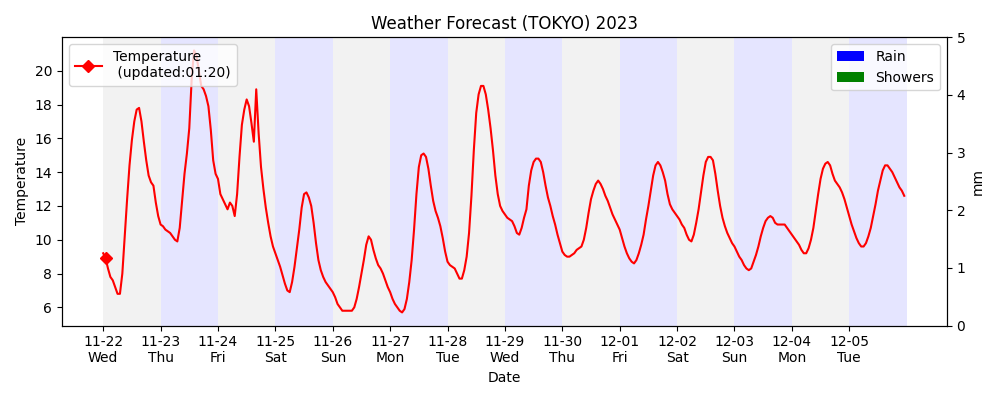 Weather Forecast (TOKYO) 2023
Temperature
(updated:01:20)
Rain
Showers
Temperature
20
18
16
14
12
10
8
6
5
4
3
2
1
0
mm
11-22 11-23 11-24 11-25 11-26 11-27 11-28 11-29 11-30 12-01 12-02 12-03 12-04 12-05
Wed Thu Fri Sat Sun Mon Tue Wed Thu Fri Sat Sun Mon Tue
Date